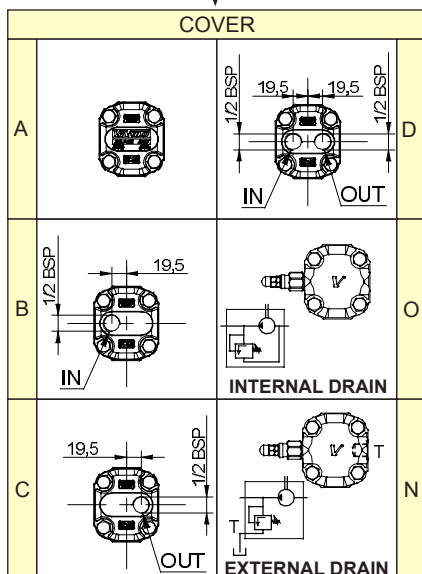 COVER
A
19,5 19,5
1/2 BSP
1/2 BSP
IN OUT
D
B
1/2 BSP
19,5
IN
INTERNAL DRAIN
O
C
19,5
1/2 BSP
OUT
T
T
EXTERNAL DRAIN
N